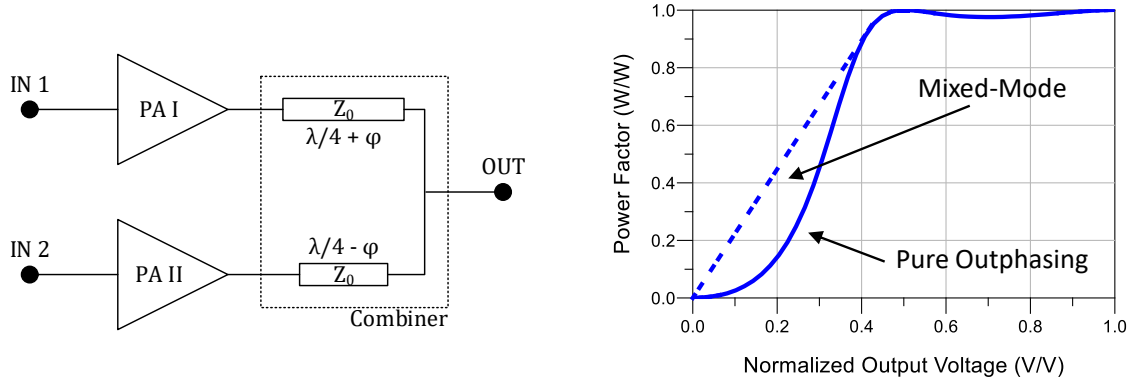 IN 1
PA I
Z0
λ/4 + φ
OUT
IN 2
PA II
λ/4 - φ
Z0
Combiner
Power Factor (W/W)
1.0
0.8
0.6
0.4
0.2
0.0
Mixed-Mode
Pure Outphasing
0.0 0.2 0.4 0.6 0.8 1.0
Normalized Output Voltage (V/V)